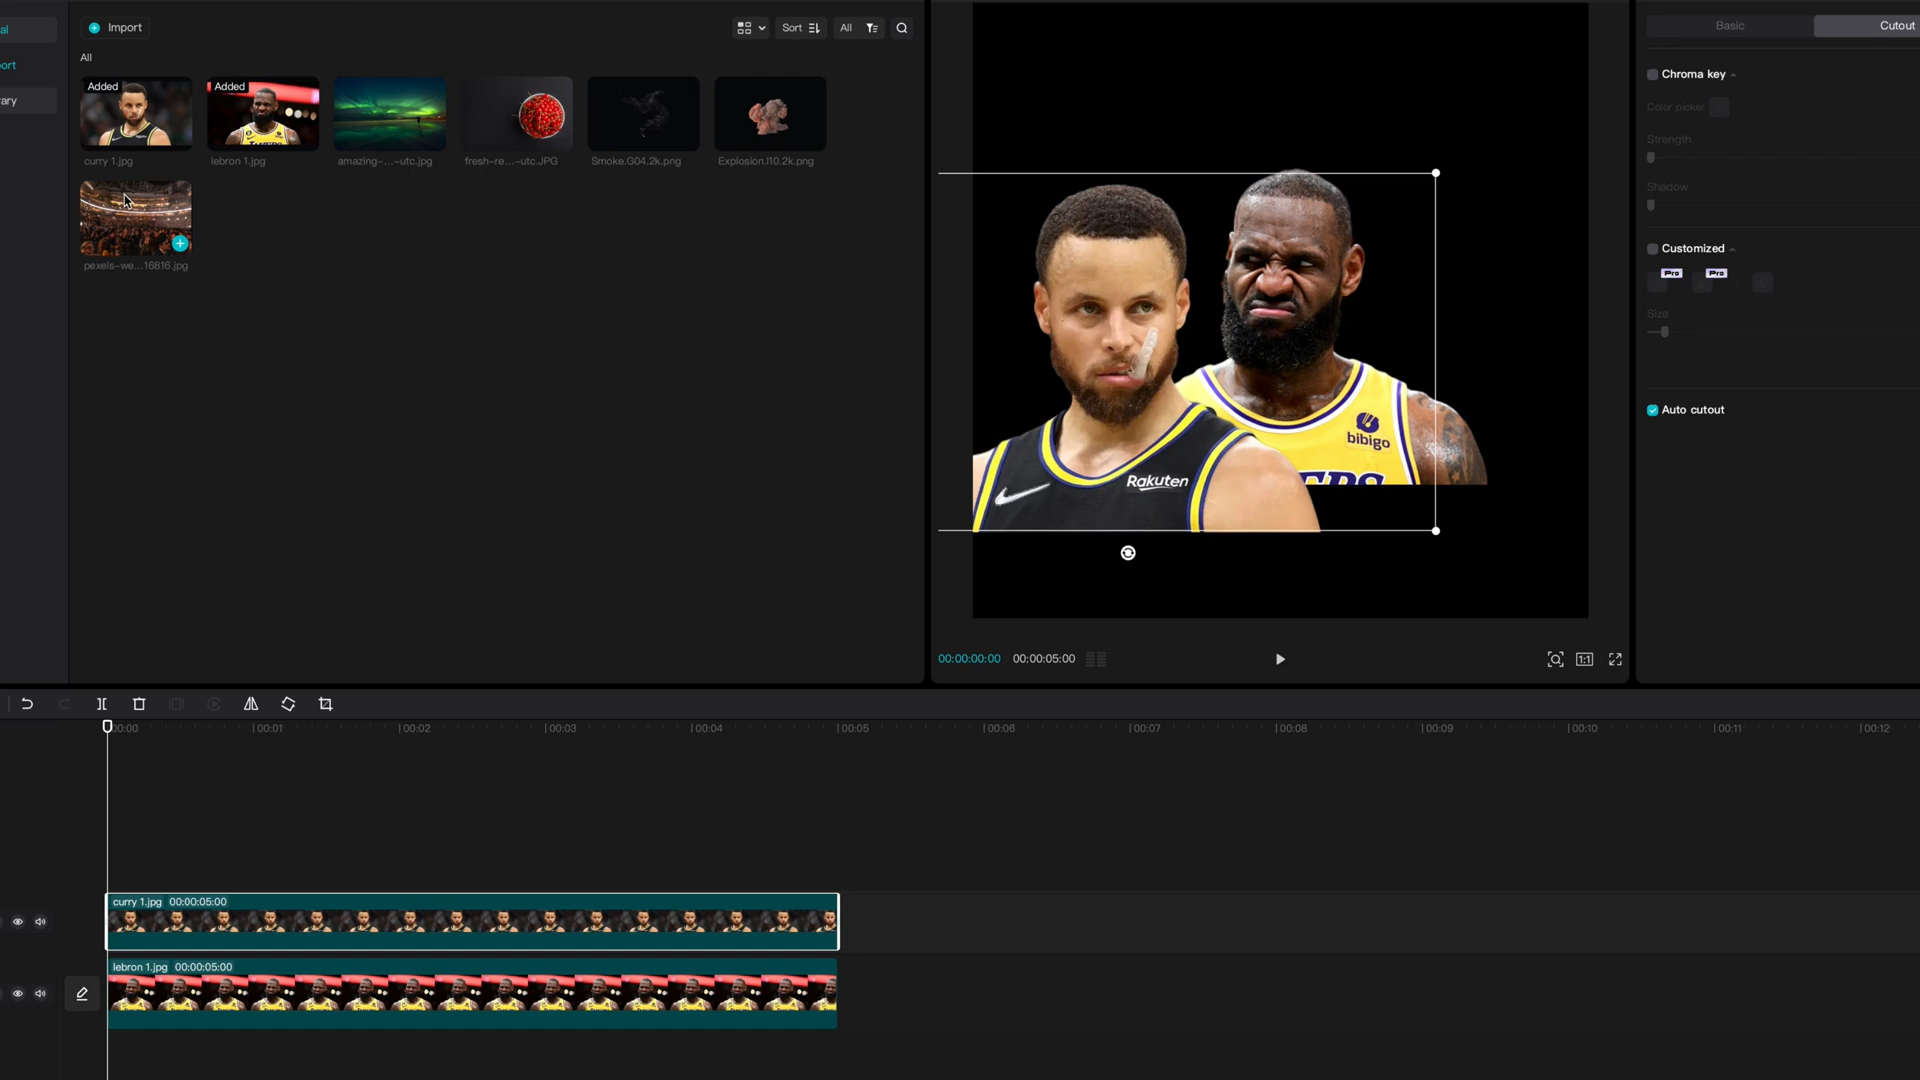 al
Import
Sort
All
Basic
Cutout
ort
All
Chroma key
ary
Added
Added
Color picker
curry 1.jpg
lebron 1.jpg
amazing-...-utc.jpg
fresh-re...-utc.JPG
Smoke.G04.2k.png
Explosion.I10.2k.png
Strength
Shadow
pexels-we...16816.jpg
Customized
Pro
Pro
Size
bibigo
Auto cutout
Rakuten
00:00:00:00
00:00:05:00
1:1
00:00
00:01
00:02
00:03
00:04
00:05
00:06
00:07
00:08
00:09
00:10
00:11
00:12
curry 1.jpg 00:00:05:00
lebron 1.jpg 00:00:05:00